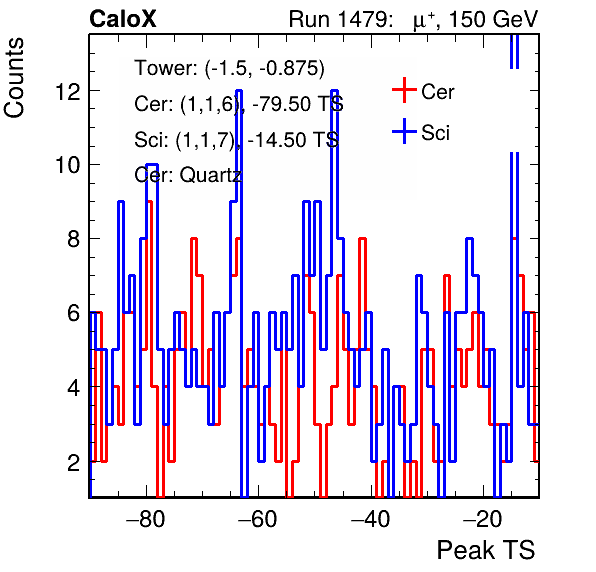 CaloX Run 1479: μ⁺, 150 GeV
Counts
Tower: (-1.5, -0.875)
Cer: (1,1,6), -79.50 TS
Sci: (1,1,7), -14.50 TS
Cer: Quartz
Cer
Sci
12
10
8
6
4
2
−80 −60 −40 −20
Peak TS